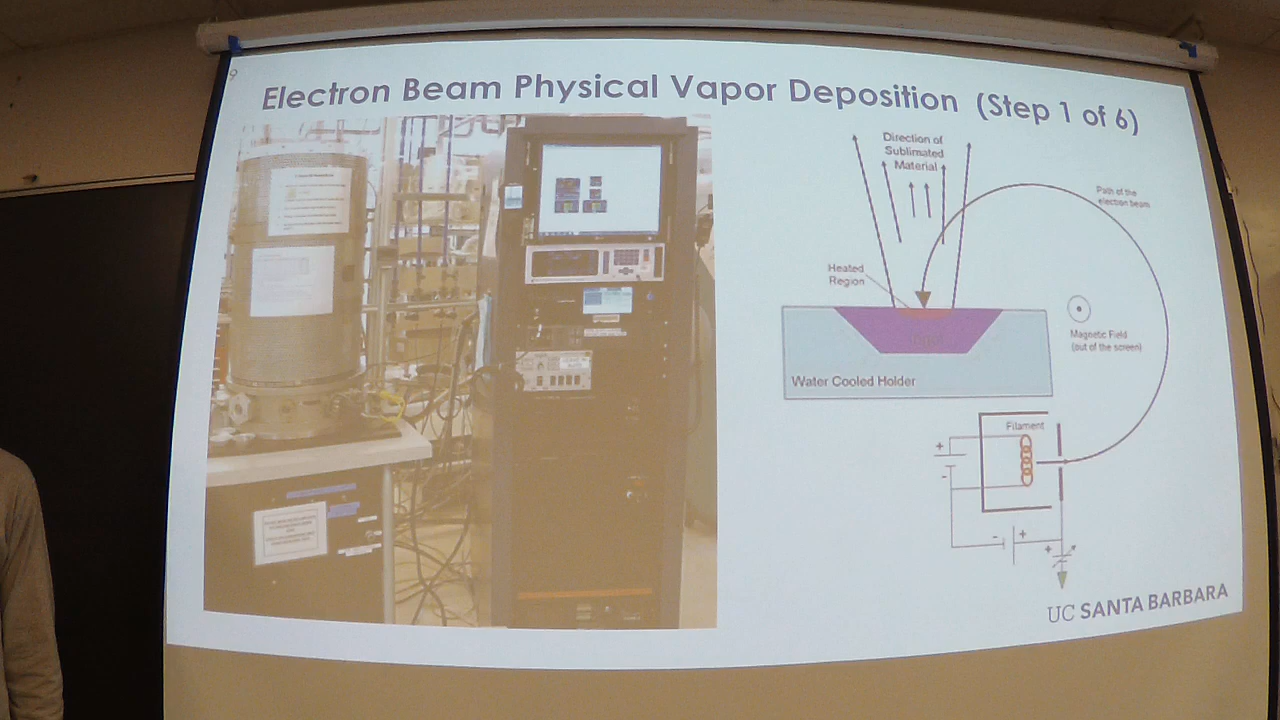 9
Electron Beam Physical Vapor Deposition (Step 1 of 6)
Direction of
Sublimated
Material
Path of the
electron beam
Heated
Region
Magnetic Field
(out of the screen)
Water Cooled Holder
Filament
+
-
- +
+
UC SANTA BARBARA